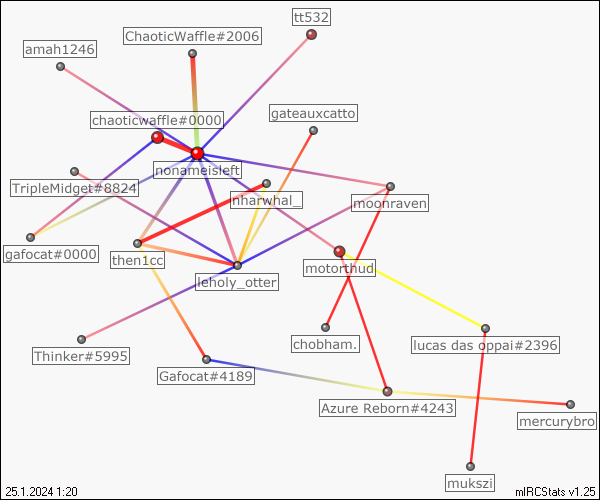 tt532
ChaoticWaffle#2006
amah1246
gateauxcatto
chaoticwaffle#0000
nonameisleft
TripleMidget#8824
nharwhal_
moonraven
gafocat#0000
then1cc
motorthud
leholy_otter
chobham.
lucas das oppai#2396
Thinker#5995
Gafocat#4189
Azure Reborn#4243
mercurybro
mukszi
25.1.2024 1:20
mIRCStats v1.25